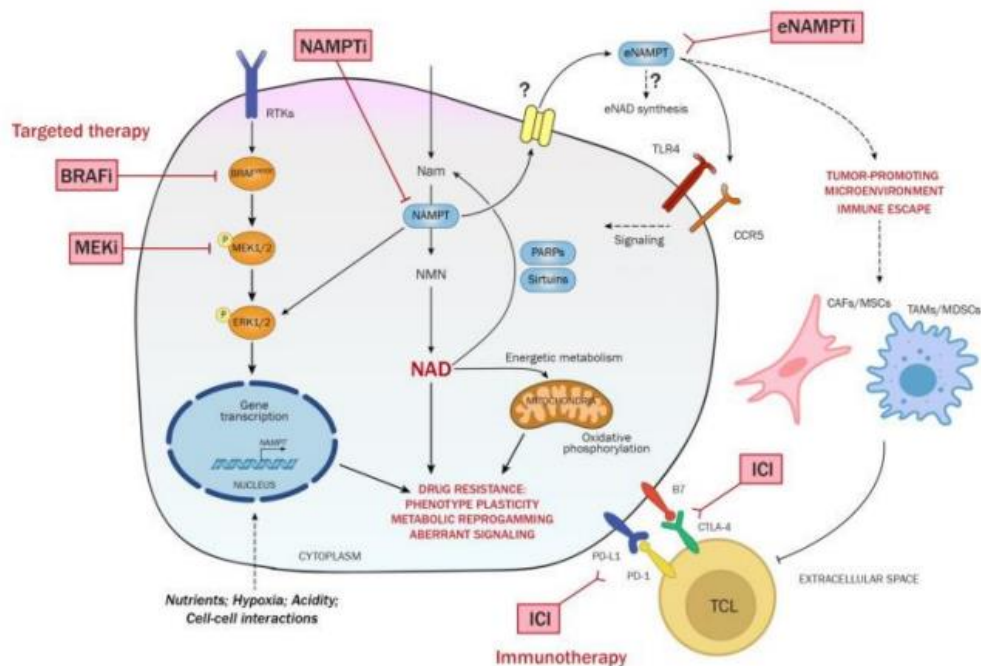 NAMPTi
eNAMPTi
eNAMPT
?
?
eNAD synthesis
RTKs
Targeted therapy
BRAFi
TLR4
Nam
TUMOR-PROMOTING
MICROENVIRONMENT
IMMUNE ESCAPE
NAMPT
CCR5
Signaling
MEKi
P
MEK1/2
PARPs
Sirtuins
NMN
CAFs/MSCs
TAMs/MDSCs
P
ERK1/2
NAD
Energetic metabolism
MITOCHONDRIA
Oxidative
phosphorylation
Gene
transcription
NAMPT
NUCLEUS
ICI
B7
CTLA-4
DRUG RESISTANCE:
PHENOTYPE PLASTICITY
METABOLIC REPROGAMMING
ABERRANT SIGNALING
CYTOPLASM
PD-L1
PD-1
EXTRACELLULAR SPACE
TCL
Nutrients; Hypoxia; Acidity;
Cell-cell interactions
ICI
Immunotherapy